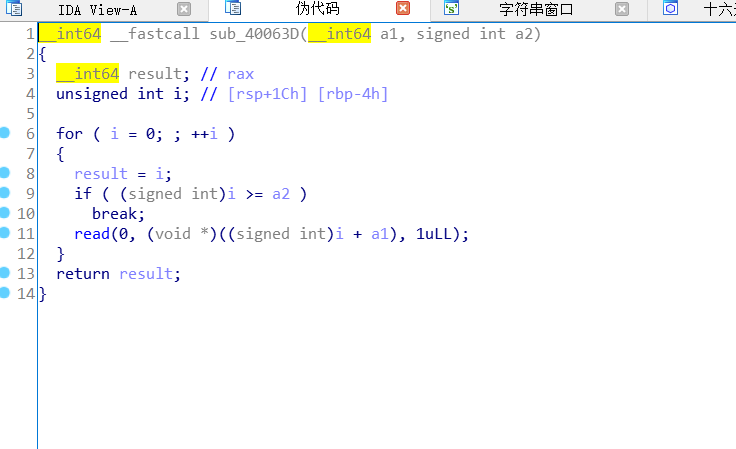 IDA View-A 伪代码 's' 字符串窗口 十六
1 __int64 __fastcall sub_40063D(__int64 a1, signed int a2)
2 {
3 __int64 result; // rax
4 unsigned int i; // [rsp+1Ch] [rbp-4h]
5
6 for ( i = 0; ; ++i )
7 {
8 result = i;
9 if ( (signed int)i >= a2 )
10 break;
11 read(0, (void *)((signed int)i + a1), 1uLL);
12 }
13 return result;
14 }